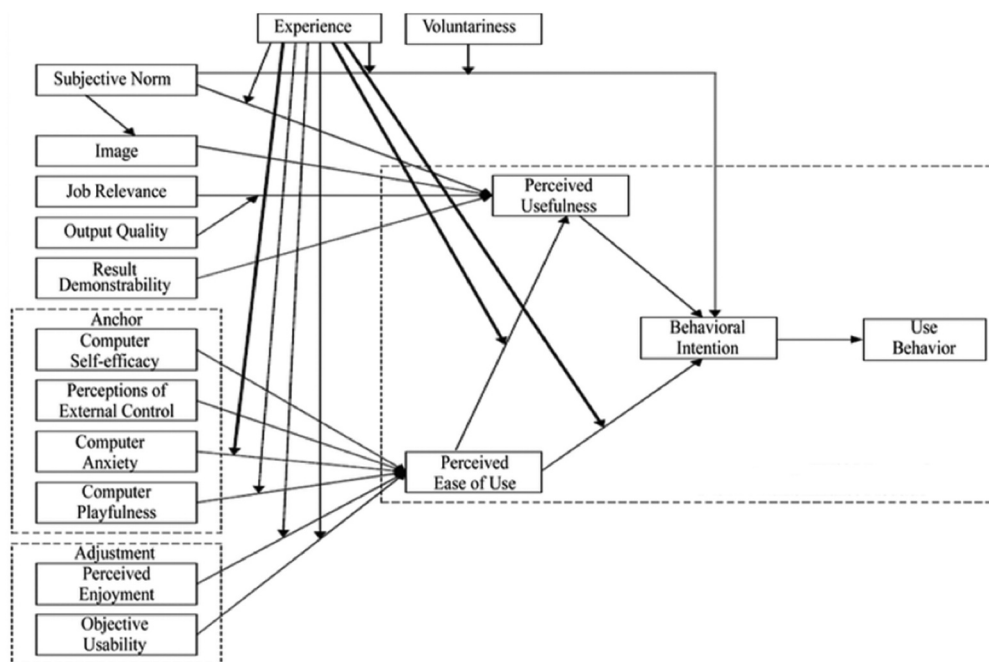 Experience
Voluntariness
Subjective Norm
Image
Job Relevance
Output Quality
Result
Demonstrability
Perceived
Usefulness
Anchor
Computer
Self-efficacy
Perceptions of
External Control
Computer
Anxiety
Computer
Playfulness
Behavioral
Intention
Use
Behavior
Perceived
Ease of Use
Adjustment
Perceived
Enjoyment
Objective
Usability